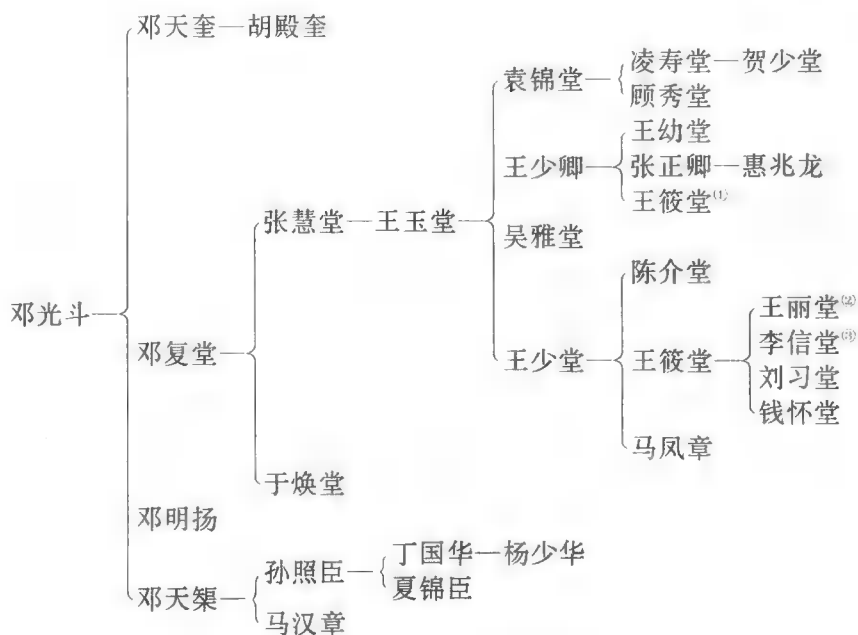 邓天奎—胡殿奎
凌寿堂—贺少堂
袁锦堂
顾秀堂
王幼堂
王少卿
张正卿—惠兆龙
王筱堂⑴
张慧堂—王玉堂
吴雅堂
陈介堂
邓光斗
王丽堂⑵
李信堂⑶
邓复堂
王少堂
王筱堂
刘习堂
钱怀堂
马凤章
于焕堂
邓明扬
丁国华—杨少华
孙照臣
夏锦臣
邓天槊
马汉章